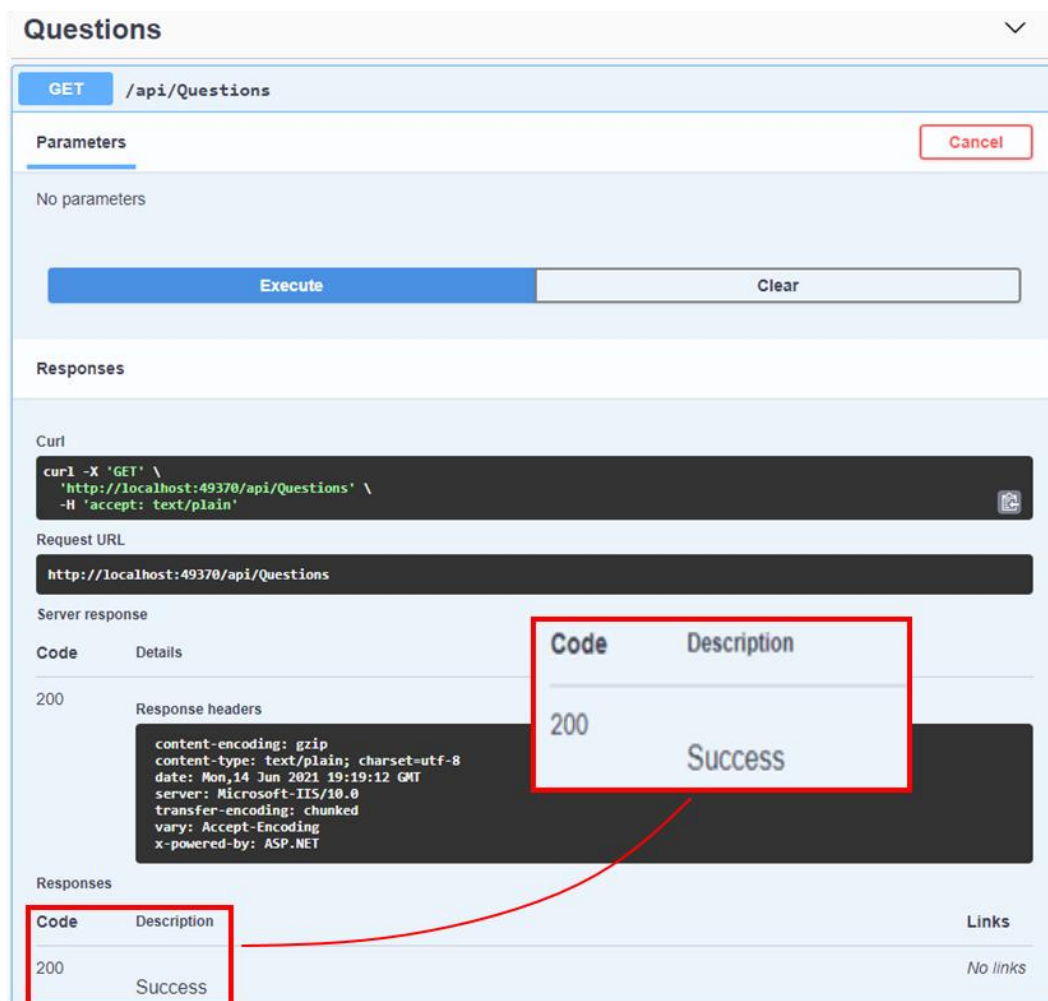 Questions
GET /api/Questions
Parameters Cancel
No parameters
Execute Clear
Responses
Curl
curl -X 'GET' \
'http://localhost:49370/api/Questions' \
-H 'accept: text/plain'
Request URL
http://localhost:49370/api/Questions
Server response
Code Details
200
Response headers
content-encoding: gzip
content-type: text/plain; charset=utf-8
date: Mon,14 Jun 2021 19:19:12 GMT
server: Microsoft-IIS/10.0
transfer-encoding: chunked
vary: Accept-Encoding
x-powered-by: ASP.NET
Code Description
200
Success
Responses
Code Description Links
200 No links
Success